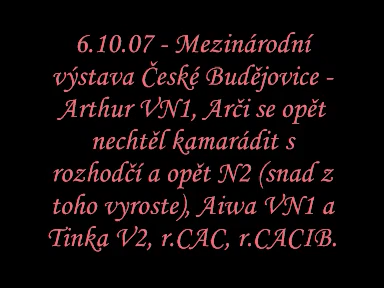 6.10.07 - Mezinárodní
výstava České Budějovice -
Arthur VN1, Arči se opět
nechtěl kamarádit s
rozhodčí a opět N2 (snad z
toho vyroste), Aiwa VN1 a
Tinka V2, r.CAC, r.CACIB.